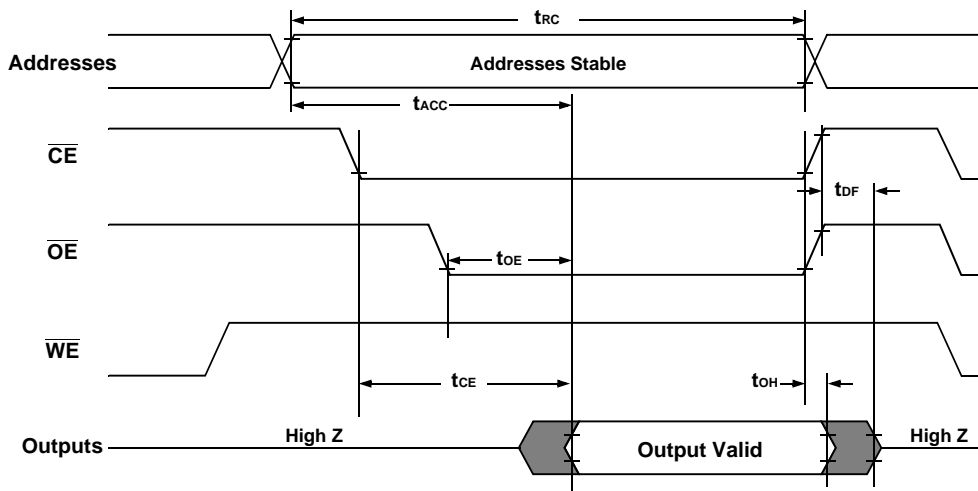 tRC
Addresses
Addresses Stable
tACC
CE
tDF
OE
tOE
WE
tCE
tOH
Outputs
High Z
Output Valid
High Z